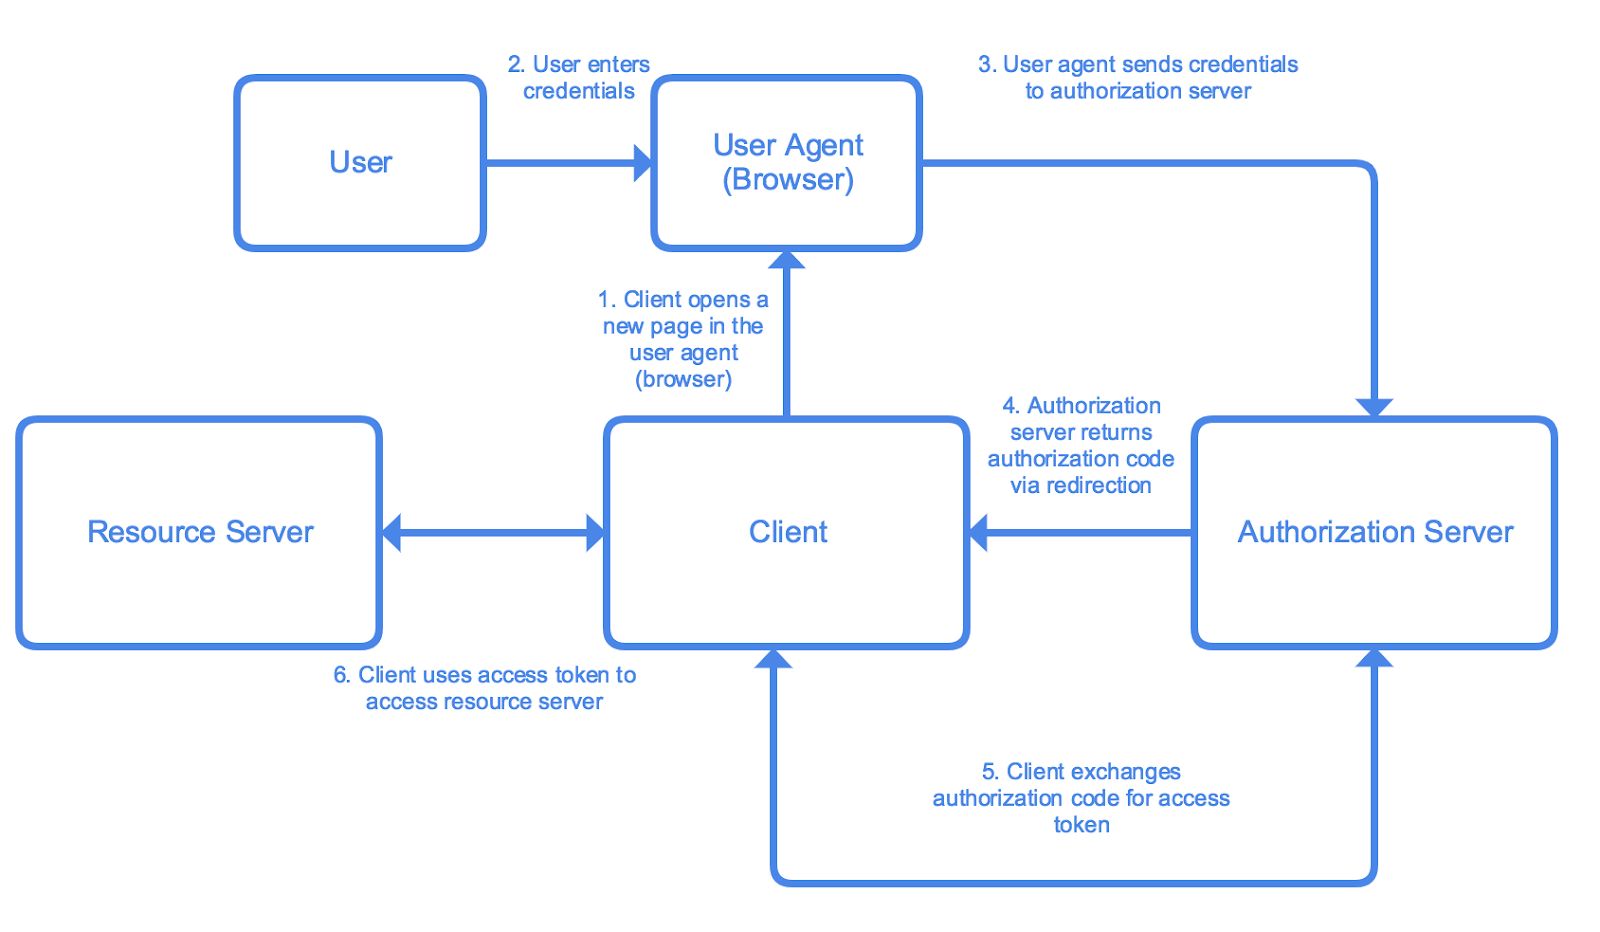 2. User enters
credentials
3. User agent sends credentials
to authorization server
User
User Agent
(Browser)
1. Client opens a
new page in the
user agent
(browser)
4. Authorization
server returns
authorization code
via redirection
Resource Server
Client
Authorization Server
6. Client uses access token to
access resource server
5. Client exchanges
authorization code for access
token